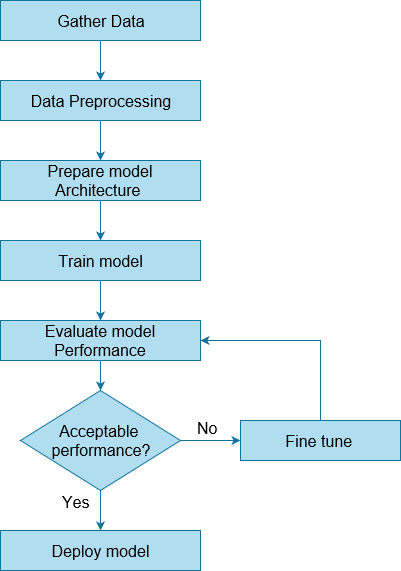 Gather Data
Data Preprocessing
Prepare model
Architecture
Train model
Evaluate model
Performance
Acceptable
performance?
No
Fine tune
Yes
Deploy model